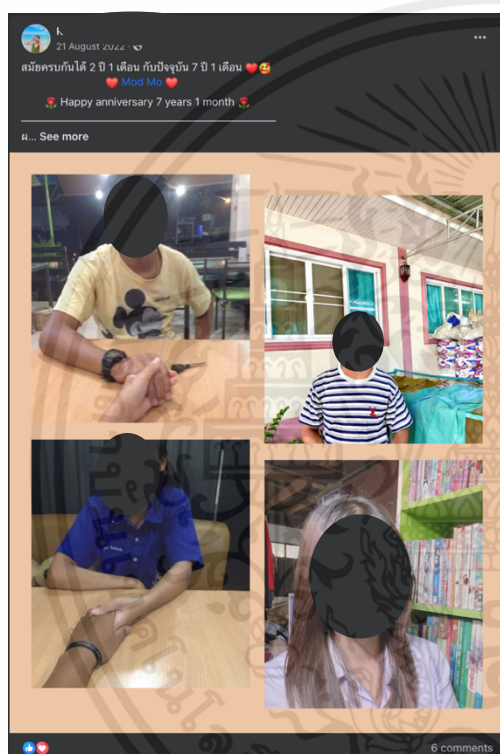 21 August 2022
สมัยครบกันได้ 2 ปี 1 เดือน กับปัจจุบัน 7 ปี 1 เดือน ❤️🥰
❤️ Mod Mo ❤️
🌹 Happy anniversary 7 years 1 month 🌹
ผ... See more
6 comments